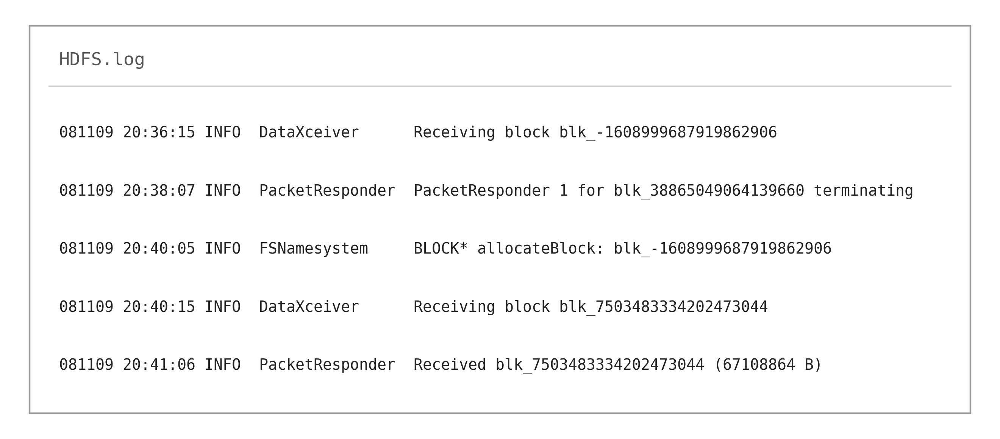 HDFS.log
081109 20:36:15 INFO  DataXceiver      Receiving block blk_-1608999687919862906
081109 20:38:07 INFO  PacketResponder  PacketResponder 1 for blk_38865049064139660 terminating
081109 20:40:05 INFO  FSNamesystem     BLOCK* allocateBlock: blk_-1608999687919862906
081109 20:40:15 INFO  DataXceiver      Receiving block blk_7503483334202473044
081109 20:41:06 INFO  PacketResponder  Received blk_7503483334202473044 (67108864 B)